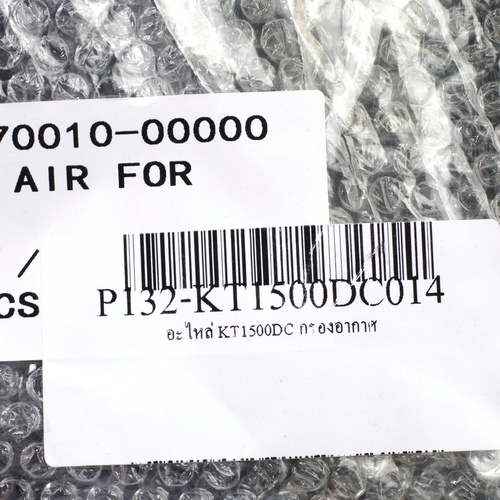 70010-00000
AIR FOR
/
CS
P132-KT1500DC014
อะไหล่ KT1500DC กรองอากาศ